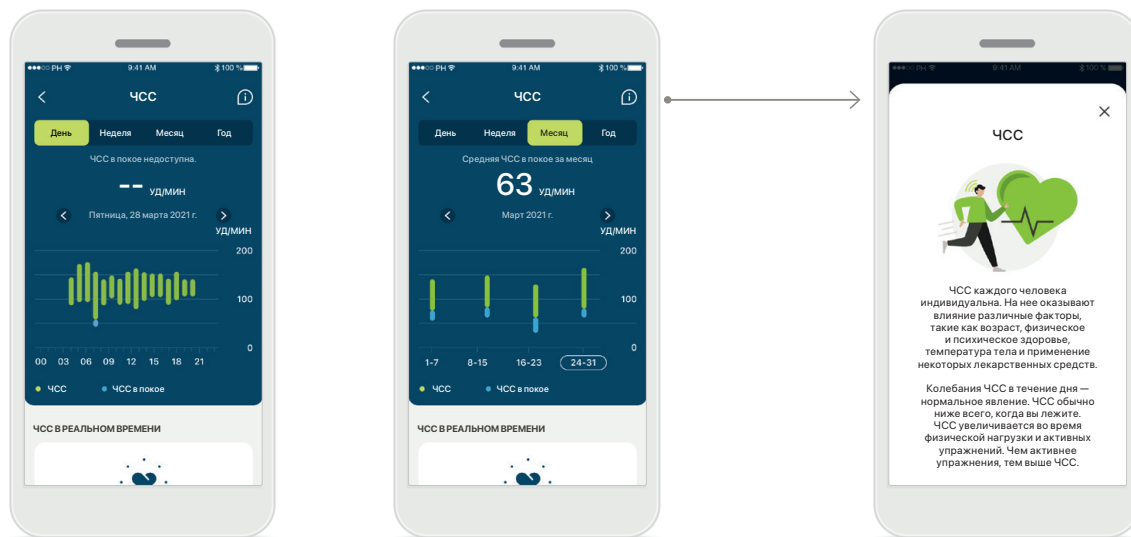 ●●●○○ PH 9:41 AM 100 %
ЧСС
День Неделя Месяц Год
ЧСС в покое недоступна.
-- УД/МИН
Пятница, 28 марта 2021 г.
УД/МИН
200
100
0
00 03 06 09 12 15 18 21
ЧСС ЧСС в покое
ЧСС В РЕАЛЬНОМ ВРЕМЕНИ
●●●○○ PH 9:41 AM 100 %
ЧСС
День Неделя Месяц Год
Средняя ЧСС в покое за месяц
63 УД/МИН
Март 2021 г.
УД/МИН
200
100
0
1-7 8-15 16-23 24-31
ЧСС ЧСС в покое
ЧСС В РЕАЛЬНОМ ВРЕМЕНИ
●●●○○ PH 9:41 AM 100 %
ЧСС
ЧСС каждого человека
индивидуальна. На нее оказывают
влияние различные факторы,
такие как возраст, физическое
и психическое здоровье,
температура тела и применение
некоторых лекарственных средств.
Колебания ЧСС в течение дня —
нормальное явление. ЧСС обычно
ниже всего, когда вы лежите.
ЧСС увеличивается во время
физической нагрузки и активных
упражнений. Чем активнее
упражнения, тем выше ЧСС.